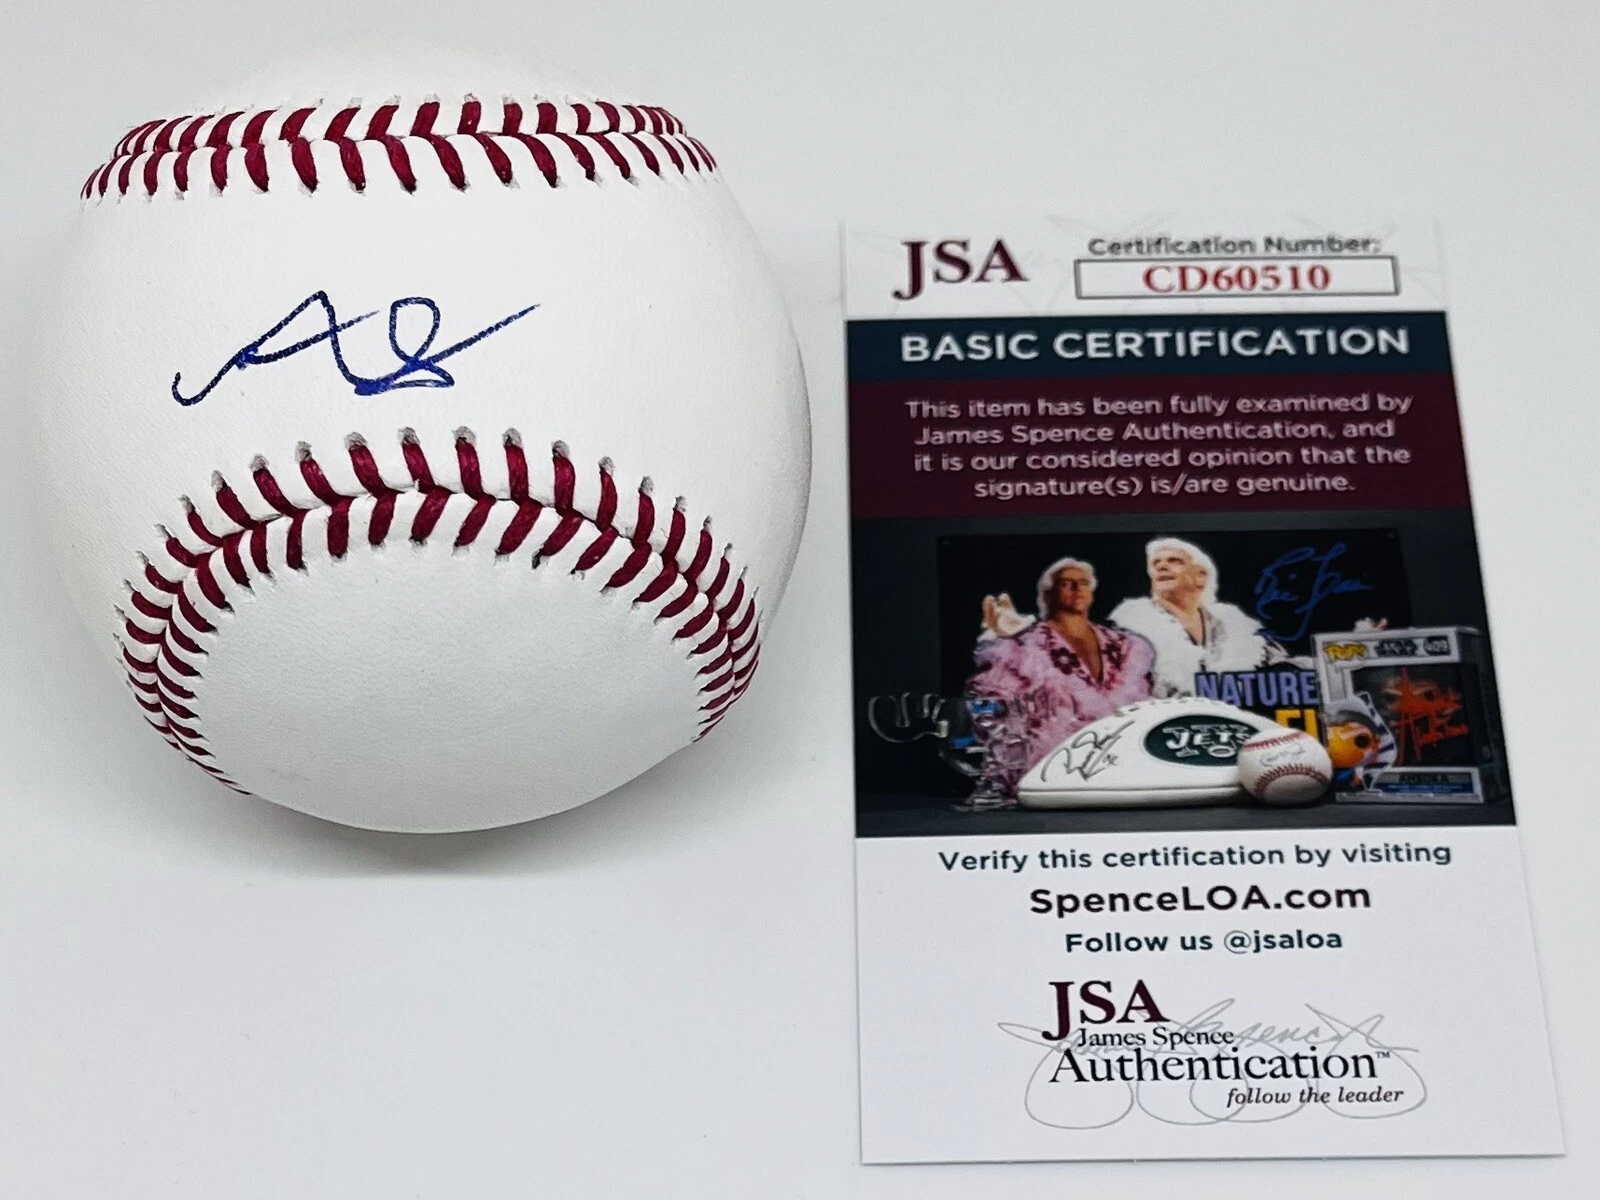 JSA
Certification Number:
CD60510
BASIC CERTIFICATION
This item has been fully examined by
James Spence Authentication, and
it is our considered opinion that the
signature(s) is/are genuine.
NATURE
JETS
Verify this certification by visiting
SpenceLOA.com
Follow us @jsaloa
JSA
James Spence
Authentication™
follow the leader